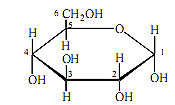 6 CH₂OH
5 O
H H H H
4 OH H 1
OH 3 2 OH
H OH